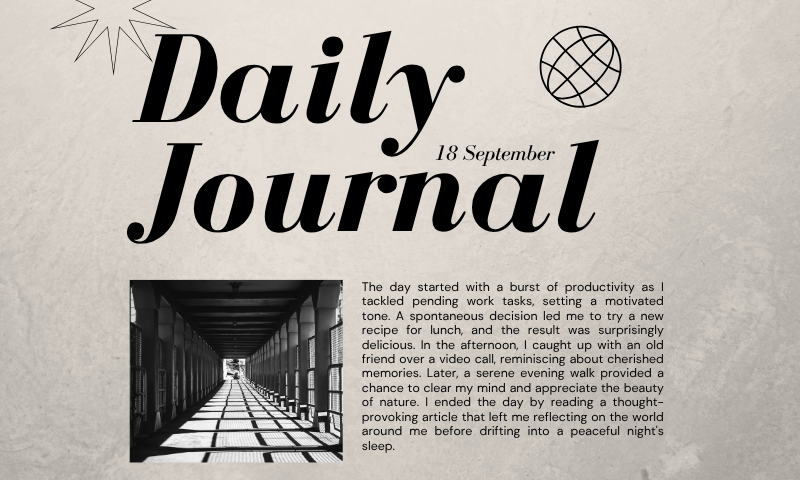 Daily
18 September
Journal
The day started with a burst of productivity as I
tackled pending work tasks, setting a motivated
tone. A spontaneous decision led me to try a new
recipe for lunch, and the result was surprisingly
delicious. In the afternoon, I caught up with an old
friend over a video call, reminiscing about cherished
memories. Later, a serene evening walk provided a
chance to clear my mind and appreciate the beauty
of nature. I ended the day by reading a thought-
provoking article that left me reflecting on the world
around me before drifting into a peaceful night's
sleep.